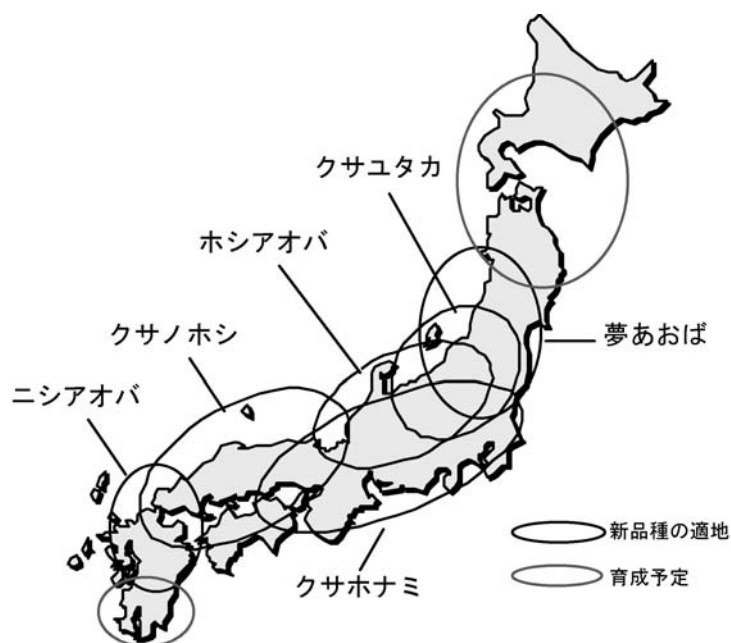 クサユタカ
ホシアオバ
クサノホシ
夢あおば
ニシアオバ
新品種の適地
クサホナミ
育成予定